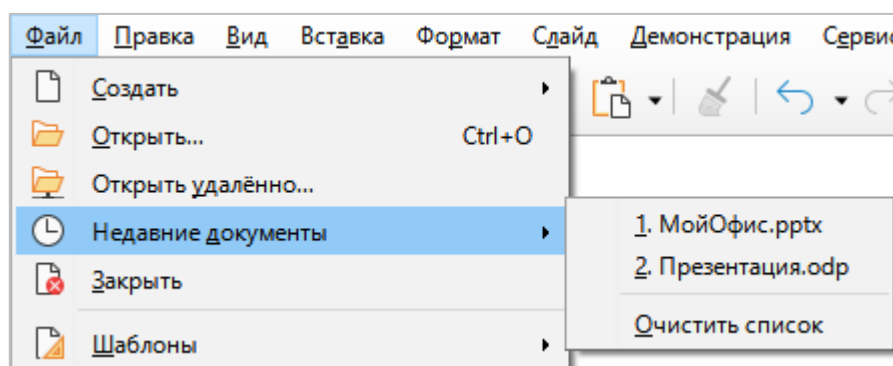 Файл Правка Вид Вставка Формат Слайд Демонстрация
Создать
Открыть... Ctrl+O
Открыть удалённо...
Недавние документы
1. МойОфис.pptx
2. Презентация.odp
Закрыть
Очистить список
Шаблоны